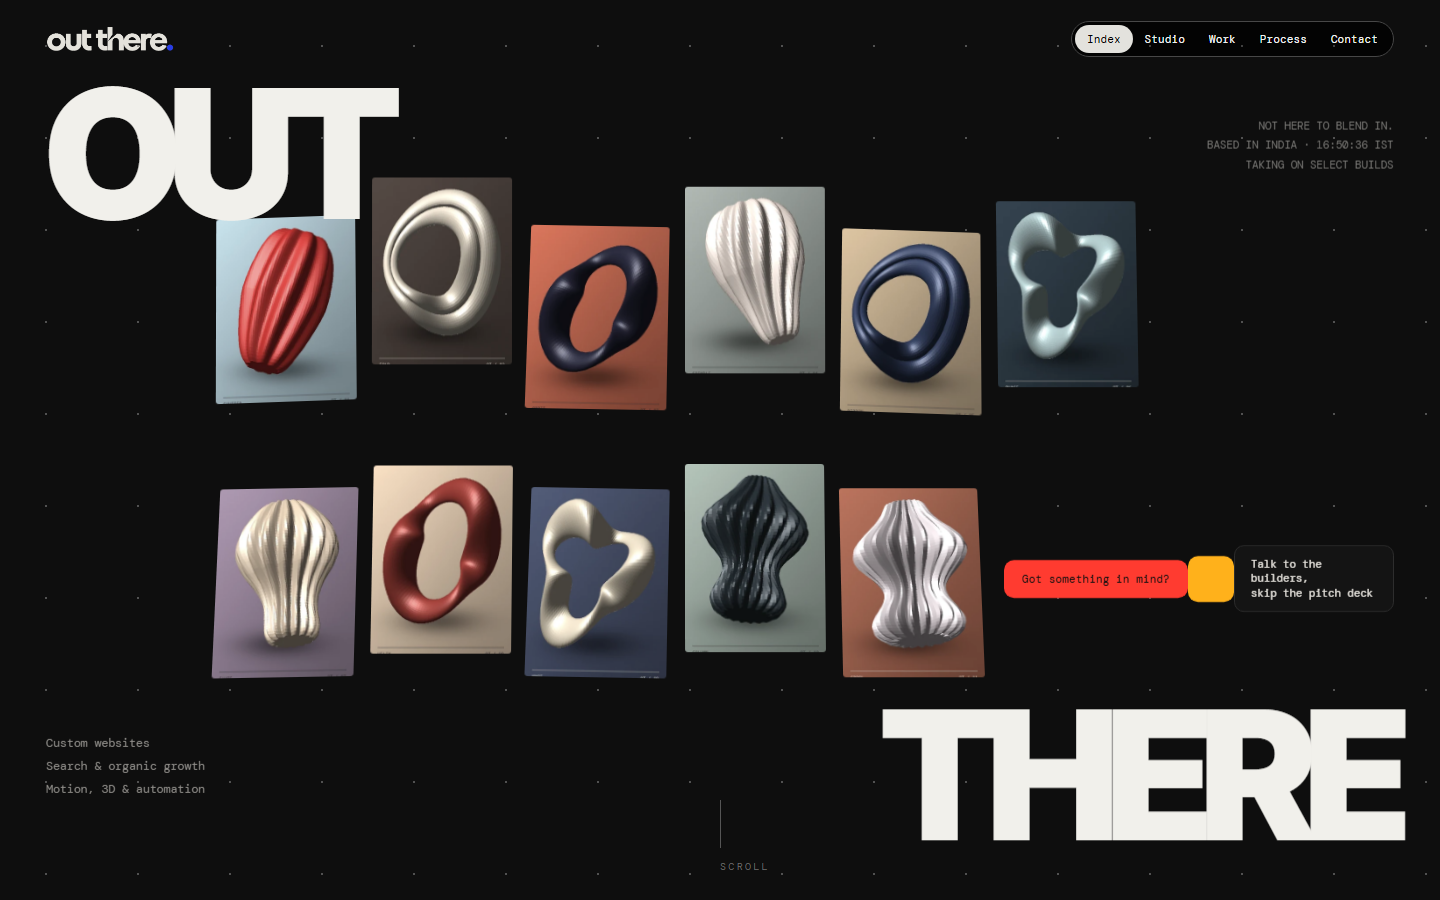 out there.
Index
Studio
Work
Process
Contact
OUT
NOT HERE TO BLEND IN.
BASED IN INDIA · 16:50:36 IST
TAKING ON SELECT BUILDS
Got something in mind?
Talk to the
builders,
skip the pitch deck
THERE
Custom websites
Search & organic growth
Motion, 3D & automation
SCROLL